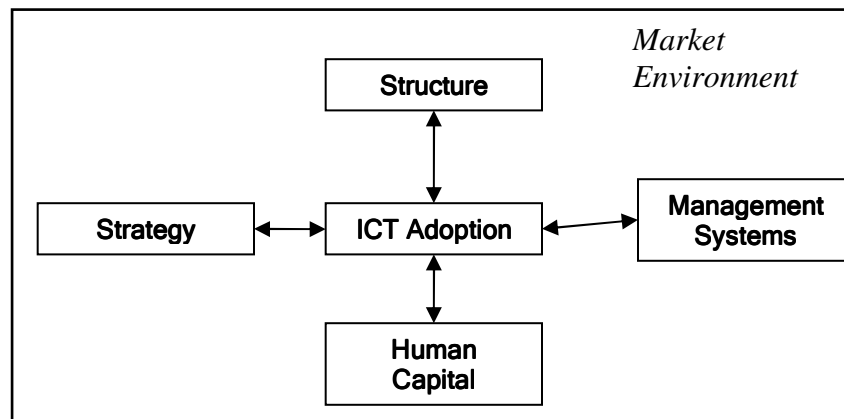 Market
Environment
Structure
Strategy
ICT Adoption
Management
Systems
Human
Capital